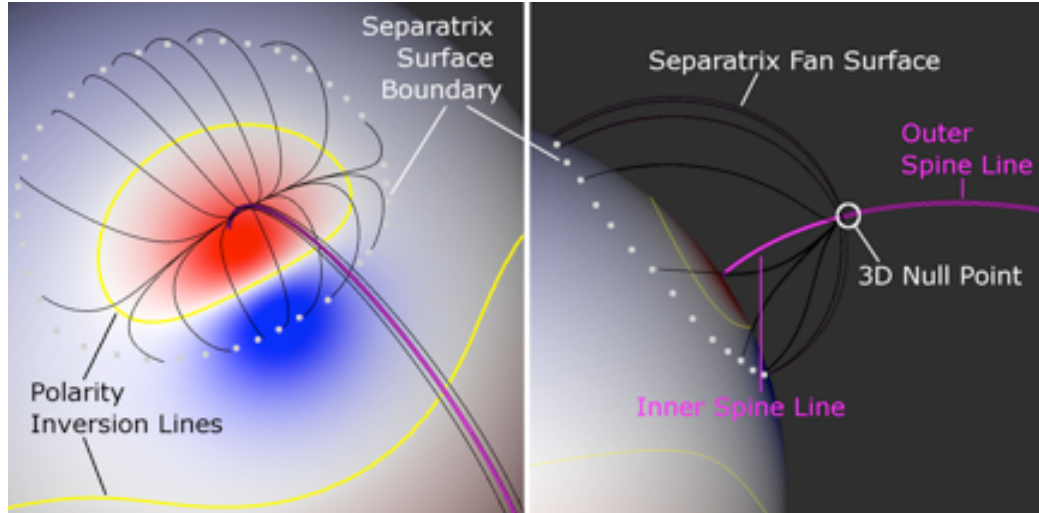 Separatrix
Surface
Boundary
Polarity
Inversion Lines
Separatrix Fan Surface
Outer
Spine Line
3D Null Point
Inner Spine Line